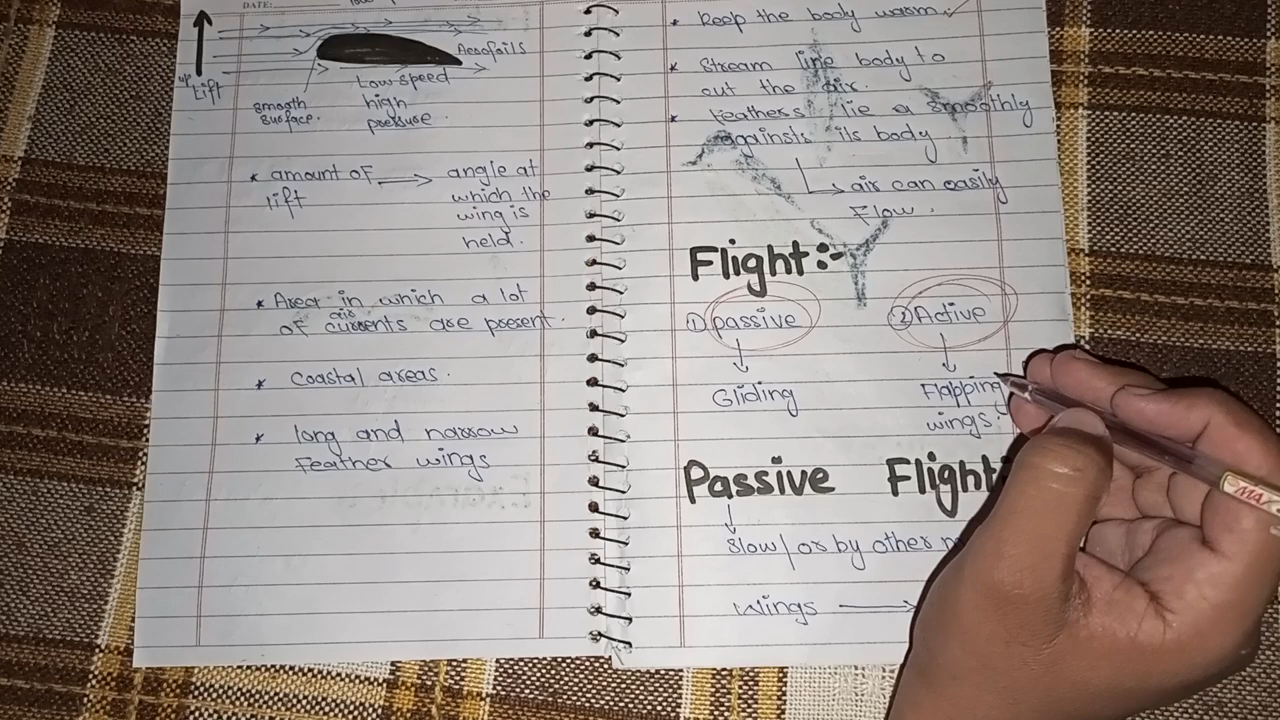 DATE:
up
Lift
Aerofoils
Low speed
high
pressure.
smooth
surface.
* amount of ⟹ angle at
lift which the
wing is
held.
* Area in which a lot
of air currents are present.
* Coastal areas.
* long and narrow
Feather wings
* Keep the body warm.
* Stream line body to
cut the air.
* Feathers lie a smoothly
againsts its body
→ air can easily
Flow.
Flight:-
① passive ② Active
↓ ↓
Gliding Flapping
wings.
Passive Flight
↓
Slow/or by other
Wings →
MAX